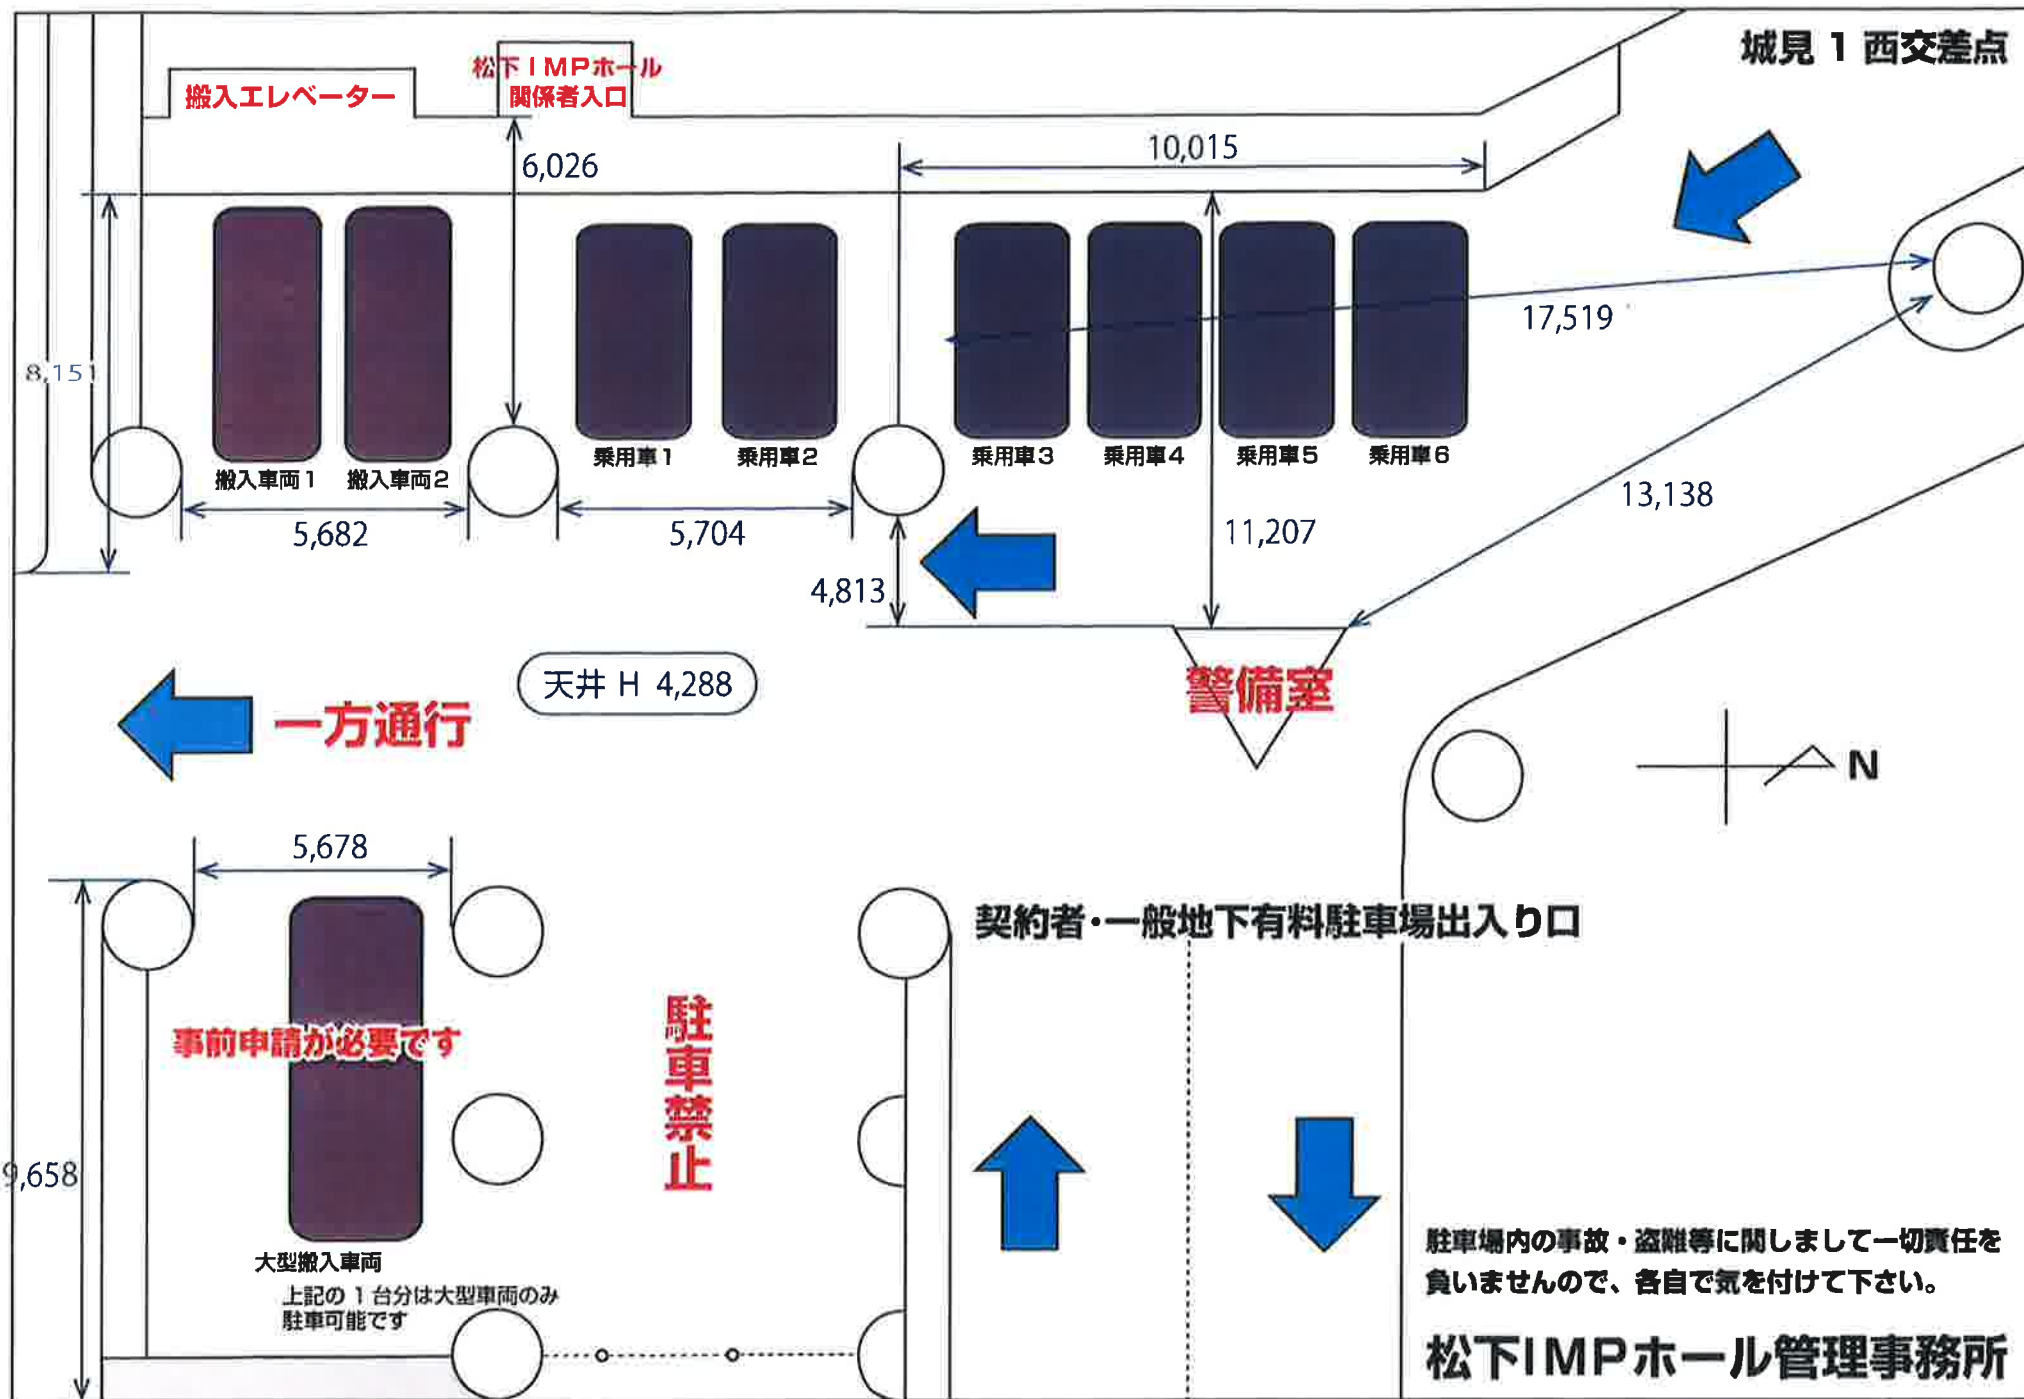 城見 1 西交差点
松下IMPホール
関係者入口
搬入エレベーター
10,015
6,026
17,519
8,151
乗用車1
乗用車2
乗用車3
乗用車4
乗用車5
乗用車6
搬入車両1
搬入車両2
13,138
5,682
5,704
11,207
4,813
天井 H 4,288
警備室
一方通行
N
5,678
契約者・一般地下有料駐車場出入り口
事前申請が必要です
駐車禁止
9,658
大型搬入車両
上記の 1 台分は大型車両のみ
駐車可能です
駐車場内の事故・盗難等に関しまして一切責任を
負いませんので、各自で気を付けて下さい。
松下IMPホール管理事務所